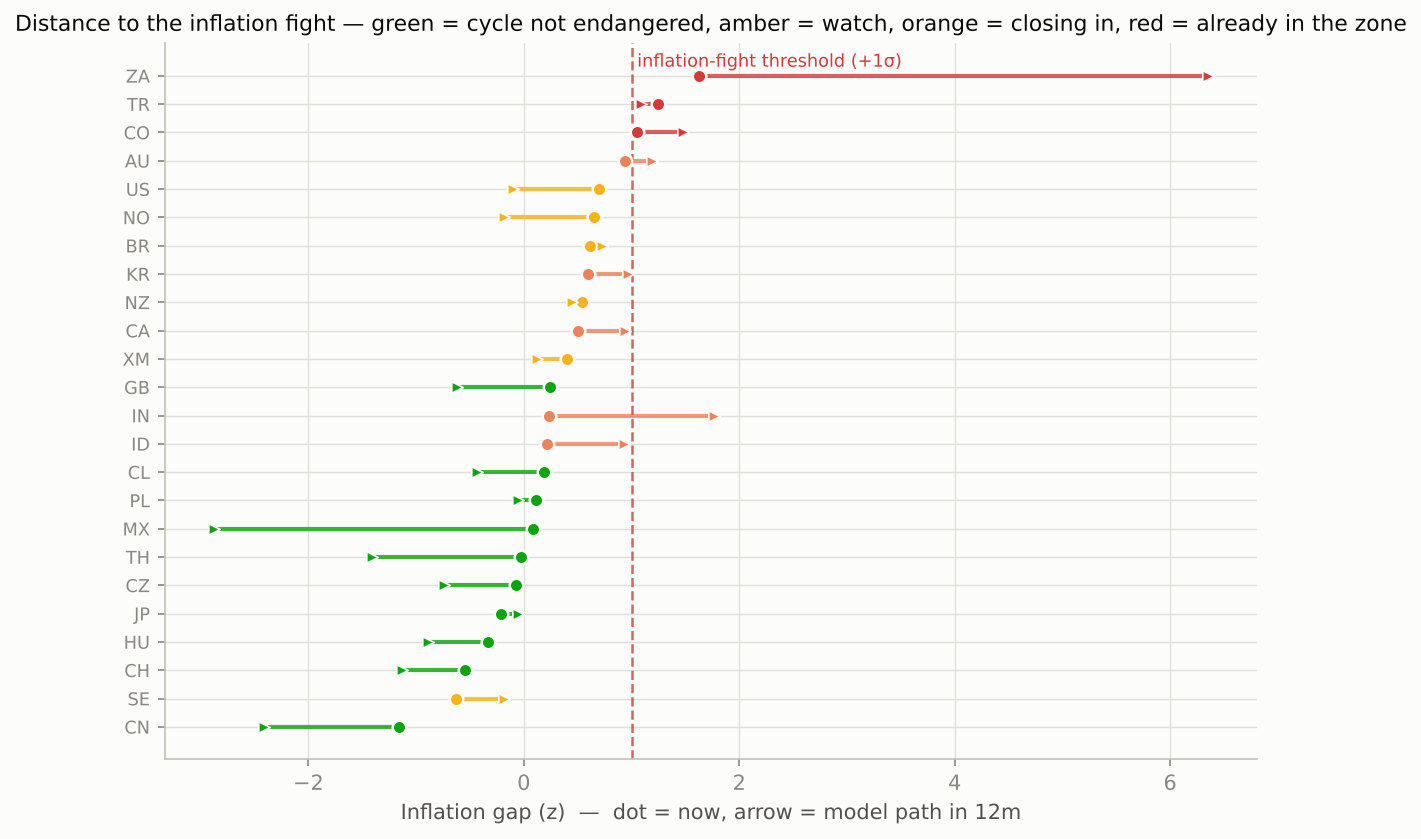 Distance to the inflation fight — green = cycle not endangered, amber = watch, orange = closing in, red = already in the zone
inflation-fight threshold (+1σ)
ZA
TR
CO
AU
US
NO
BR
KR
NZ
CA
XM
GB
IN
ID
CL
PL
MX
TH
CZ
JP
HU
CH
SE
CN
−2 0 2 4 6
Inflation gap (z) — dot = now, arrow = model path in 12m